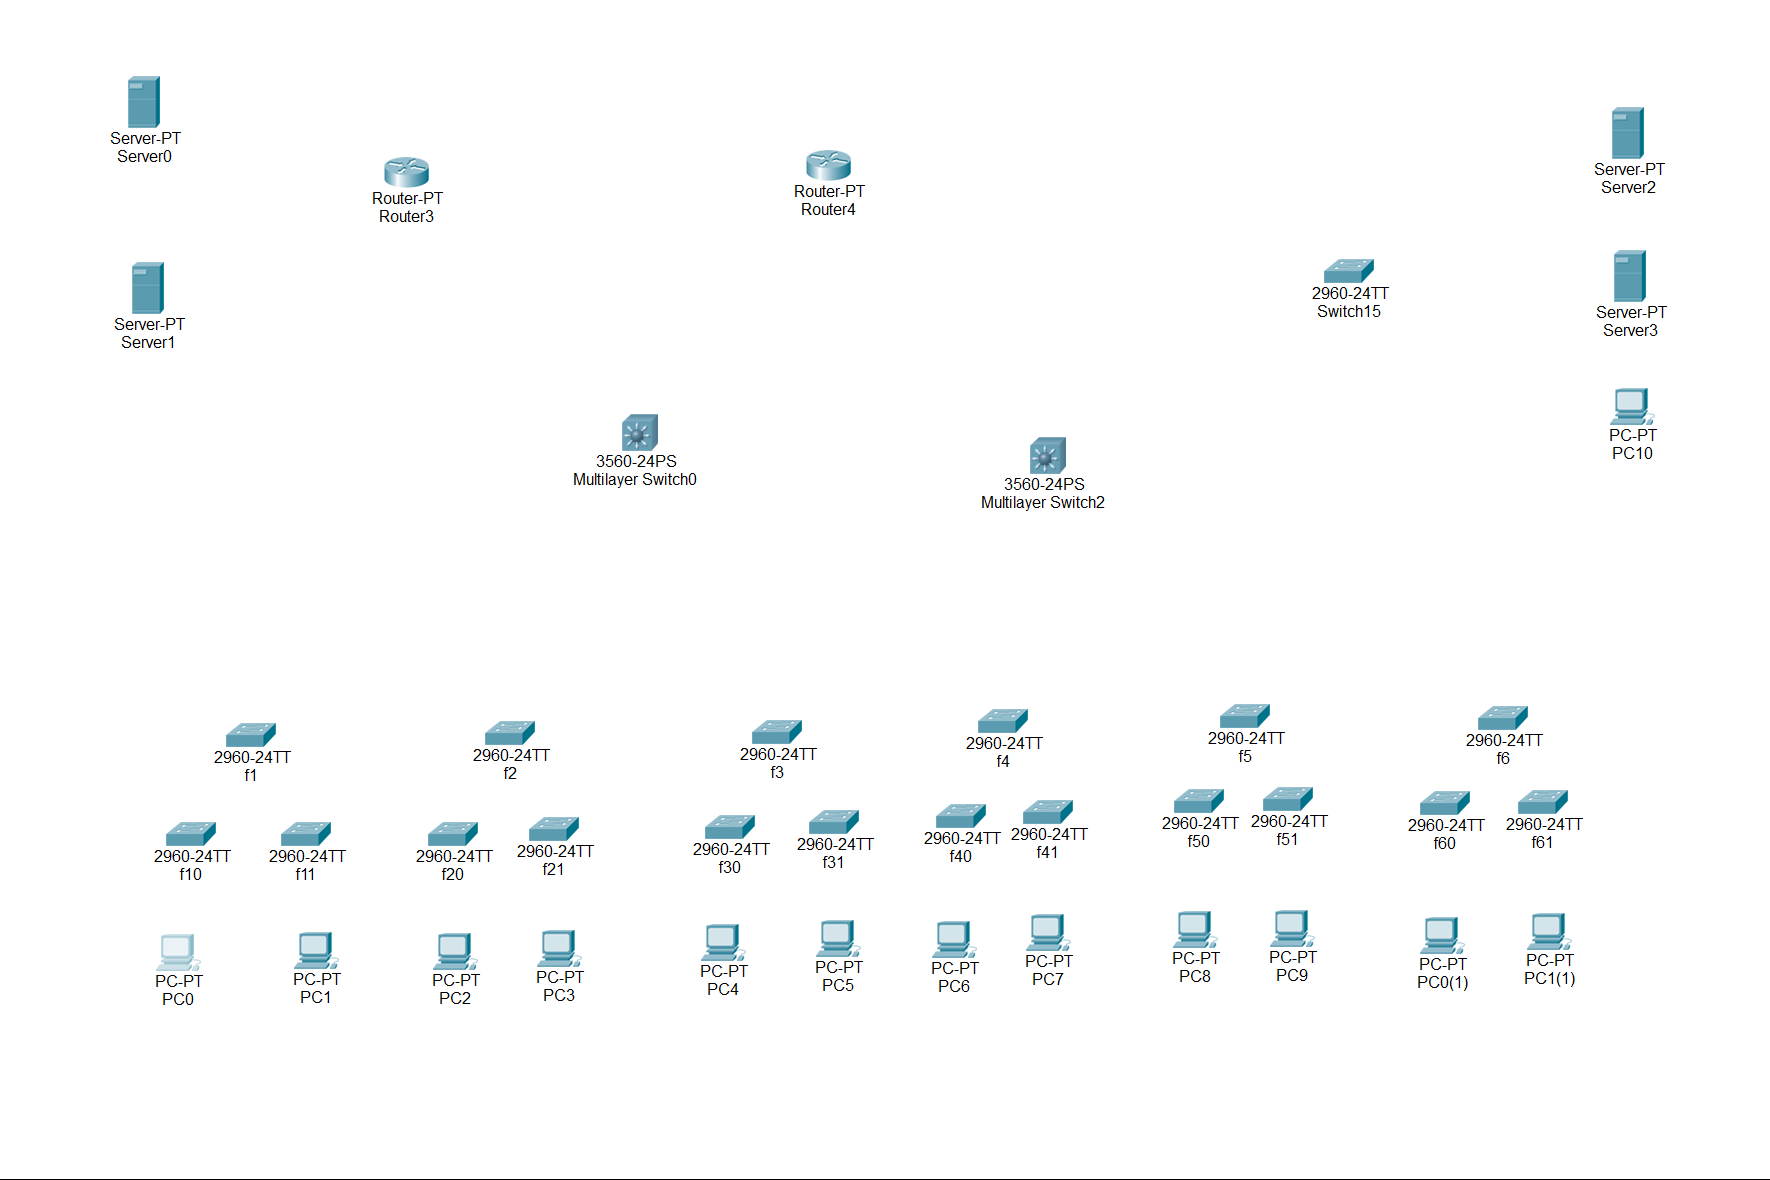 Server-PT
Server0
Router-PT
Router3
Router-PT
Router4
Server-PT
Server2
Server-PT
Server1
2960-24TT
Switch15
Server-PT
Server3
3560-24PS
Multilayer Switch0
3560-24PS
Multilayer Switch2
PC-PT
PC10
2960-24TT
f1
2960-24TT
f2
2960-24TT
f3
2960-24TT
f4
2960-24TT
f5
2960-24TT
f6
2960-24TT
f10
2960-24TT
f11
2960-24TT
f20
2960-24TT
f21
2960-24TT
f30
2960-24TT
f31
2960-24TT
f40
2960-24TT
f41
2960-24TT
f50
2960-24TT
f51
2960-24TT
f60
2960-24TT
f61
PC-PT
PC0
PC-PT
PC1
PC-PT
PC2
PC-PT
PC3
PC-PT
PC4
PC-PT
PC5
PC-PT
PC6
PC-PT
PC7
PC-PT
PC8
PC-PT
PC9
PC-PT
PC0(1)
PC-PT
PC1(1)